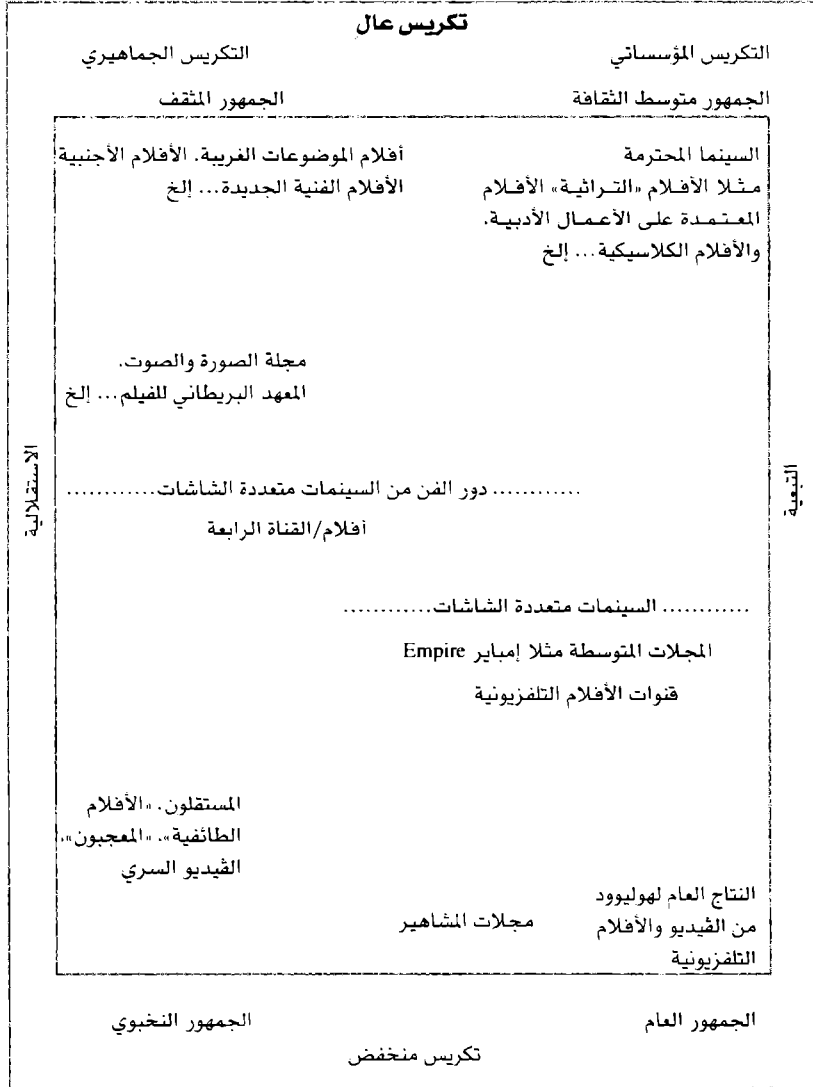 تكريس عال
التكريس المؤسساتي
التكريس الجماهيري
الجمهور متوسط الثقافة
الجمهور المثقف
السينما المحترمة
مثلا الأفلام «التراثية» الأفلام
المعتمدة على الأعمال الأدبية.
والأفلام الكلاسيكية... إلخ
أفلام الموضوعات الغريبة. الأفلام الأجنبية
الأفلام الفنية الجديدة... إلخ
مجلة الصورة والصوت.
المعهد البريطاني للفيلم... إلخ
التبعية
الاستقلالية
............ دور الفن من السينمات متعددة الشاشات............
أفلام/القناة الرابعة
............ السينمات متعددة الشاشات............
المجلات المتوسطة مثلا إمباير Empire
قنوات الأفلام التلفزيونية
المستقلون. «الأفلام
الطائفية». «المعجبون».
الڤيديو السري
النتاج العام لهوليوود
من الڤيديو والأفلام
التلفزيونية
مجلات المشاهير
الجمهور العام
الجمهور النخبوي
تكريس منخفض